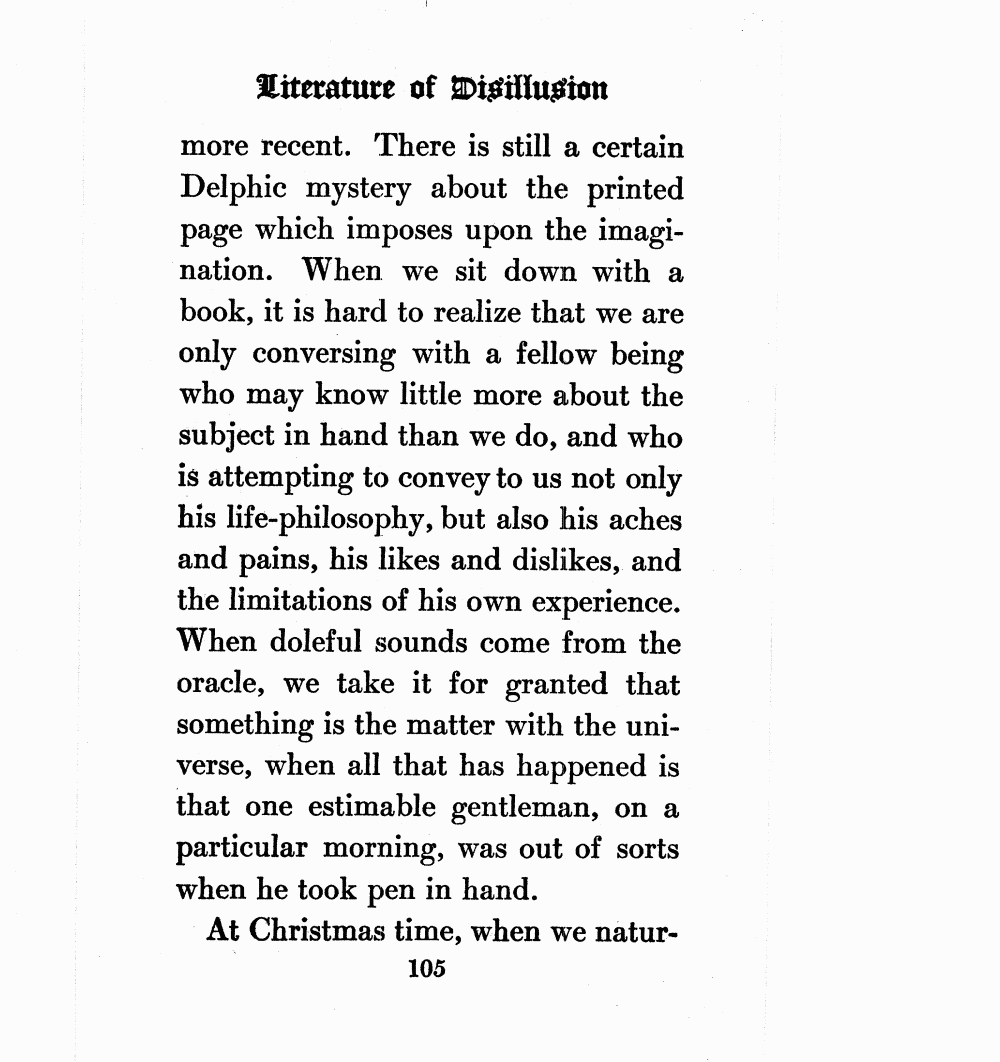 Literature of Disillusion
more recent. There is still a certain
Delphic mystery about the printed
page which imposes upon the imagi-
nation. When we sit down with a
book, it is hard to realize that we are
only conversing with a fellow being
who may know little more about the
subject in hand than we do, and who
is attempting to convey to us not only
his life-philosophy, but also his aches
and pains, his likes and dislikes, and
the limitations of his own experience.
When doleful sounds come from the
oracle, we take it for granted that
something is the matter with the uni-
verse, when all that has happened is
that one estimable gentleman, on a
particular morning, was out of sorts
when he took pen in hand.
At Christmas time, when we natur-
105